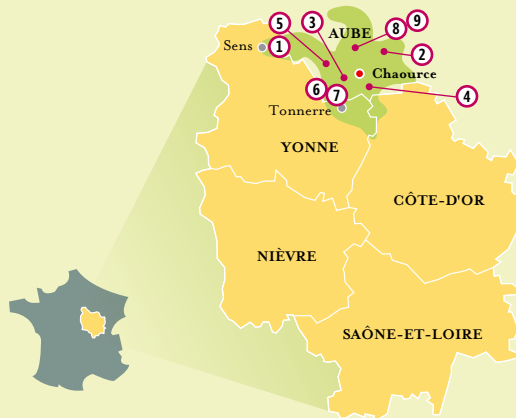 5
3
AUBE
8
9
Sens
1
2
Chaource
6
7
4
Tonnerre
YONNE
CÔTE-D'OR
NIÈVRE
SAÔNE-ET-LOIRE